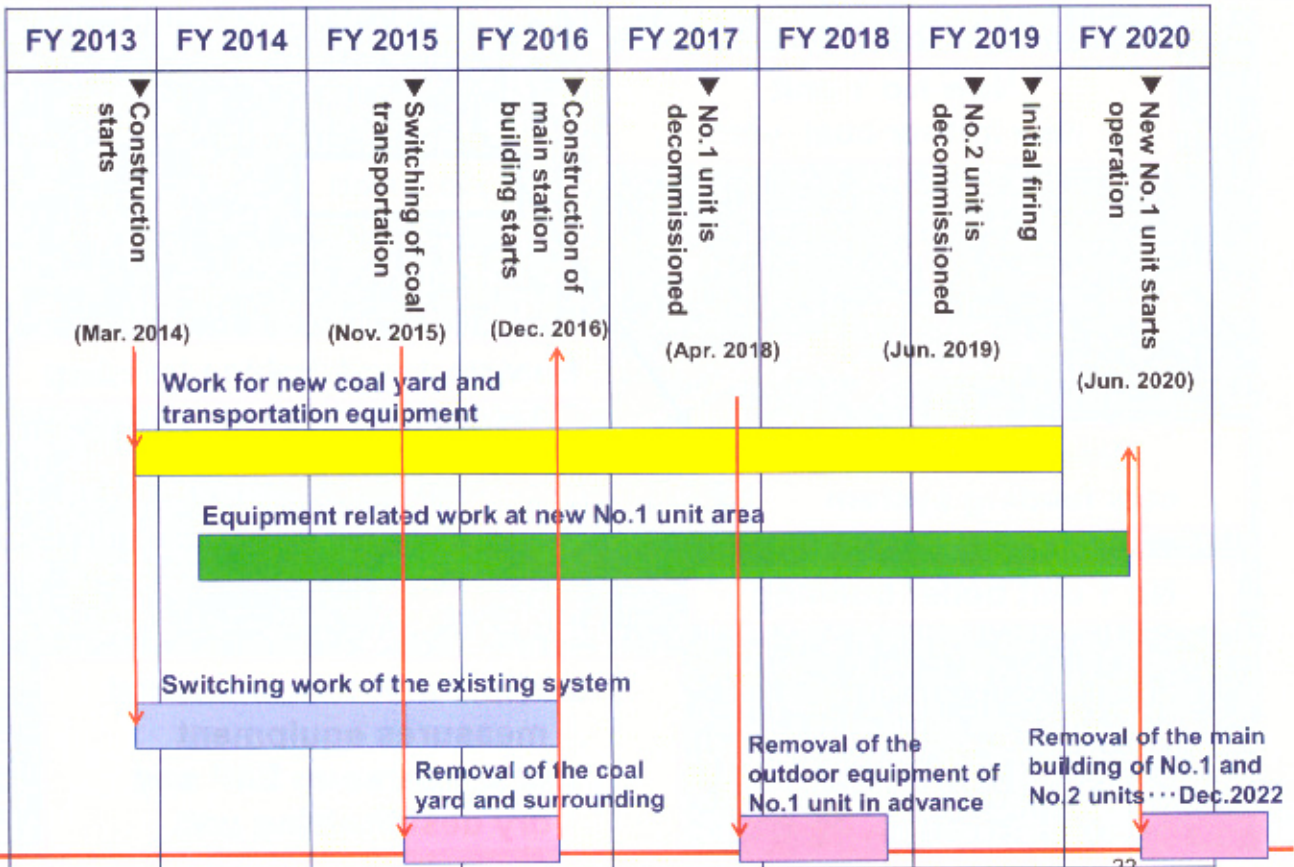 FY 2013 FY 2014 FY 2015 FY 2016 FY 2017 FY 2018 FY 2019 FY 2020
▼Construction
starts
▼Switching of coal
transportation
▼Construction of
main station
building starts
▼No.1 unit is
decommissioned
▼No.2 unit is
decommissioned
▼Initial firing
▼New No.1 unit starts
operation
(Mar. 2014)
(Nov. 2015)
(Dec. 2016)
(Apr. 2018)
(Jun. 2019)
(Jun. 2020)
Work for new coal yard and
transportation equipment
Equipment related work at new No.1 unit area
Switching work of the existing system
Removal of the coal
yard and surrounding
Removal of the
outdoor equipment of
No.1 unit in advance
Removal of the main
building of No.1 and
No.2 units···Dec.2022